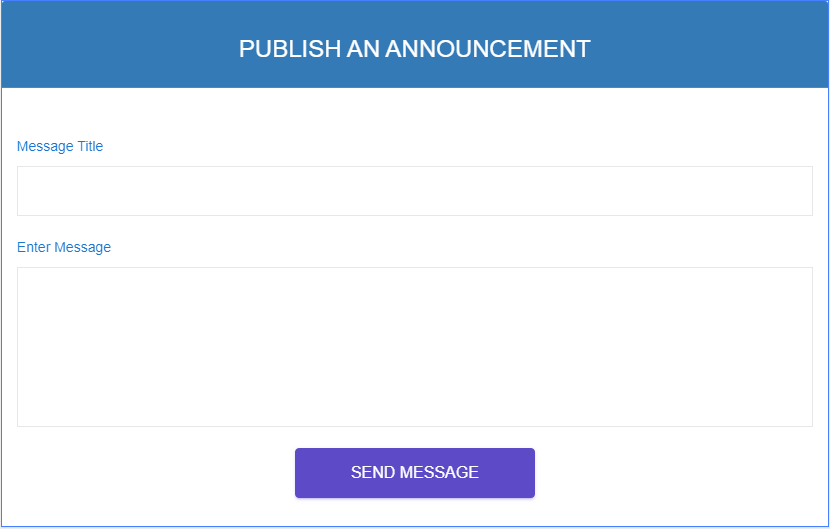 PUBLISH AN ANNOUNCEMENT
Message Title
Enter Message
SEND MESSAGE